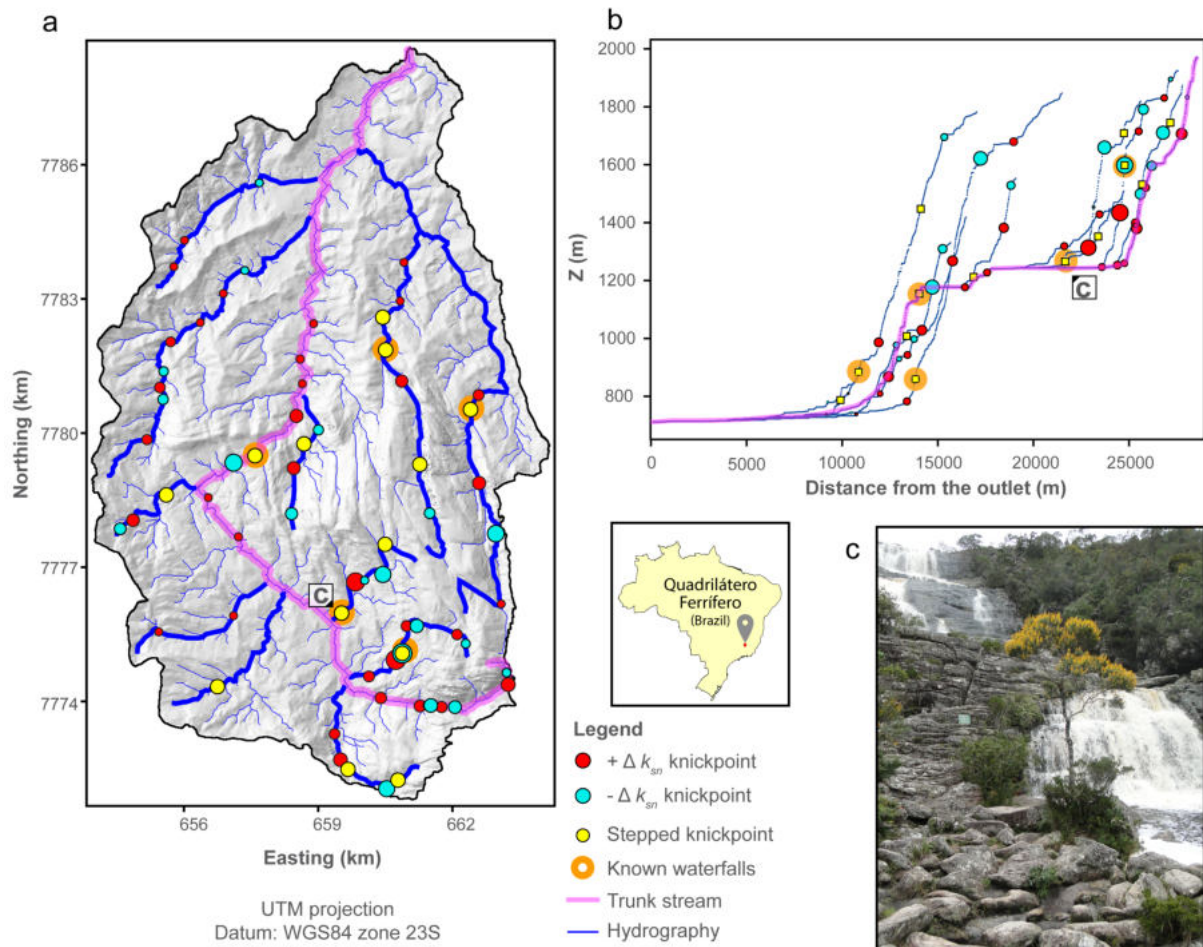 a
7786
7783
7780
7777
7774
Northing (km)
C
656
659
662
Easting (km)
UTM projection
Datum: WGS84 zone 23S
b
2000
1800
1600
1400
1200
1000
800
Z (m)
C
0
5000
10000
15000
20000
25000
Distance from the outlet (m)
Quadrilátero
Ferrífero
(Brazil)
Legend
+ Δ ksn knickpoint
- Δ ksn knickpoint
Stepped knickpoint
Known waterfalls
Trunk stream
Hydrography
c